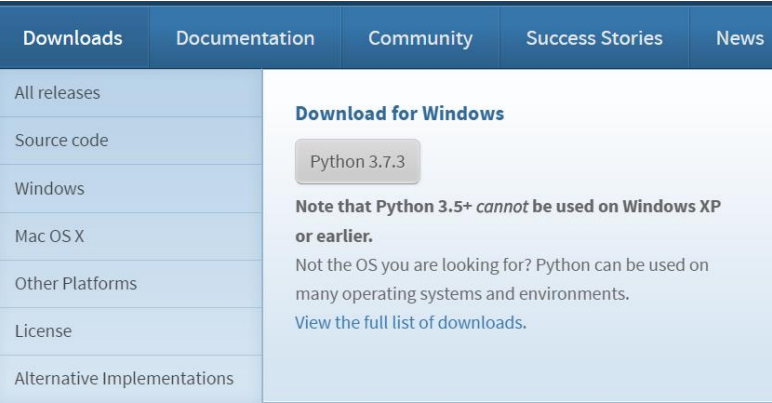 Downloads Documentation Community Success Stories News
All releases
Source code
Windows
Mac OS X
Other Platforms
License
Alternative Implementations
Download for Windows
Python 3.7.3
Note that Python 3.5+ cannot be used on Windows XP
or earlier.
Not the OS you are looking for? Python can be used on
many operating systems and environments.
View the full list of downloads.